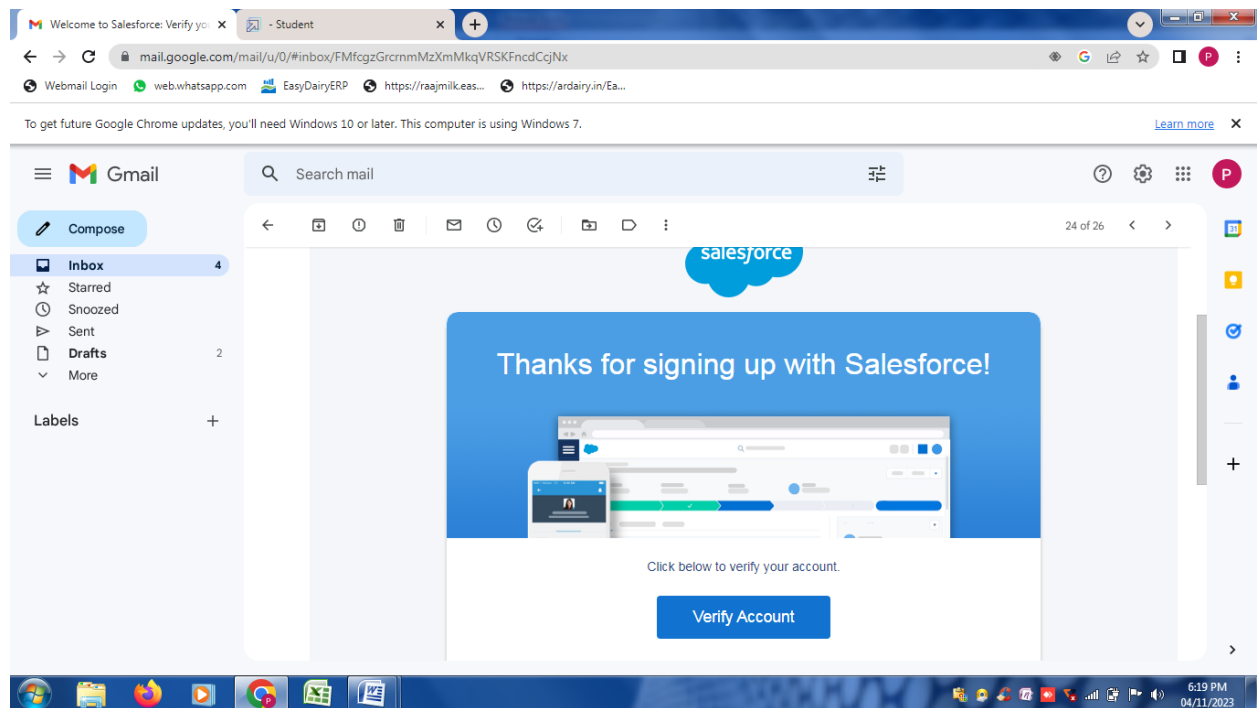 Welcome to Salesforce: Verify yo
- Student
mail.google.com/mail/u/0/#inbox/FMfcgzGrcrnmMzXmMkqVRSKFncdCcjNx
Webmail Login web.whatsapp.com EasyDairyERP https://raajmilk.eas... https://ardairy.in/Ea...
To get future Google Chrome updates, you'll need Windows 10 or later. This computer is using Windows 7. Learn more
Gmail Search mail P
Compose 24 of 26
Inbox 4
Starred
Snoozed
Sent
Drafts 2
More
Labels
salesforce
Thanks for signing up with Salesforce!
Click below to verify your account.
Verify Account
6:19 PM
04/11/2023